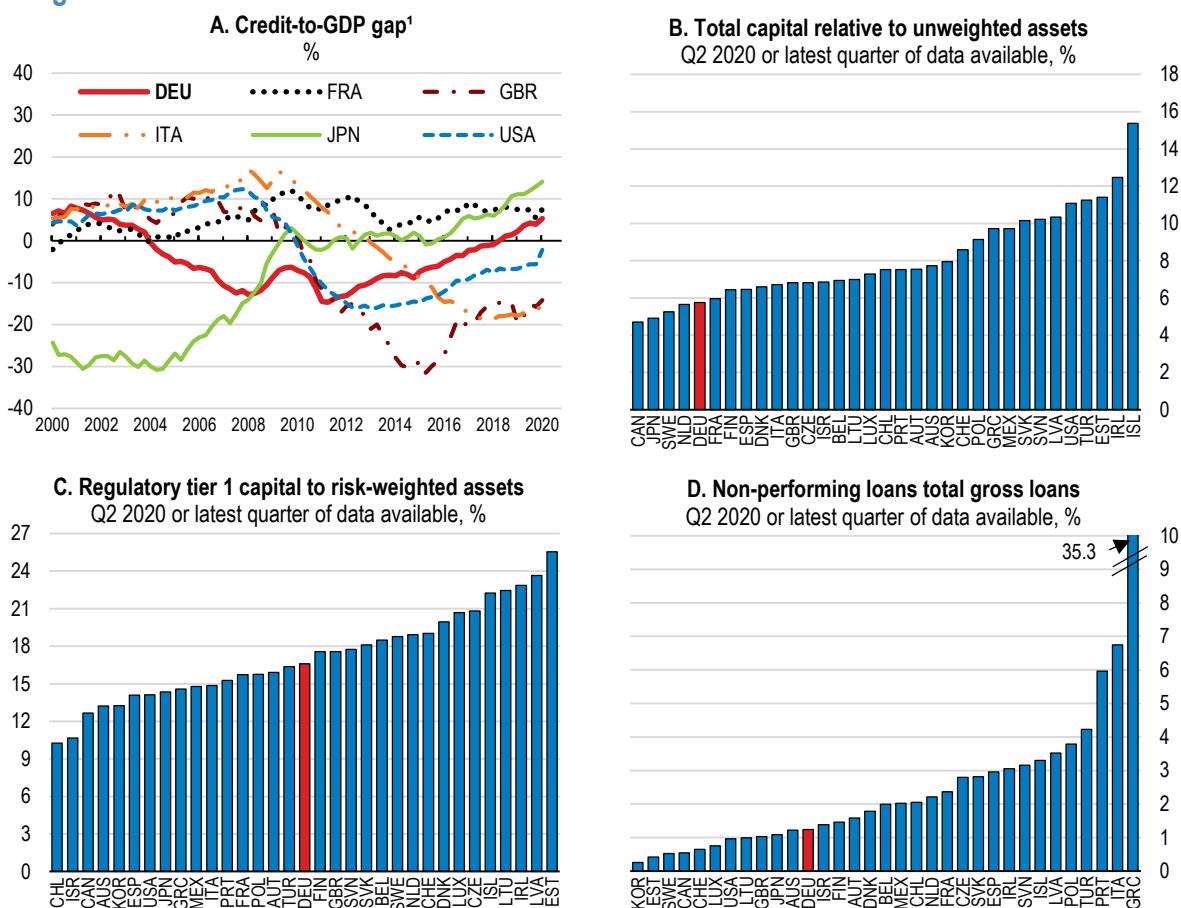 A. Credit-to-GDP gap¹
%
40
30
20
10
0
-10
-20
-30
-40
DEU
FRA
GBR
ITA
JPN
USA
2000 2002 2004 2006 2008 2010 2012 2014 2016 2018 2020
B. Total capital relative to unweighted assets
Q2 2020 or latest quarter of data available, %
18
16
14
12
10
8
6
4
2
0
CAN JPN SWE NLD DEU FRA FIN ESP DNK ITA GBR CZE ISR BEL LTU LUX CHL PRT AUT AUS KOR CHE POL GRC MEX SVK SVN LVA USA TUR EST IRL ISL
C. Regulatory tier 1 capital to risk-weighted assets
Q2 2020 or latest quarter of data available, %
27
24
21
18
15
12
9
6
3
0
CHL ISR CAN AUS KOR ESP USA JPN GRC MEX ITA PRT FRA POL AUT TUR DEU FIN GBR SVN SVK BEL SWE NLD CHE DNK LUX CZE ISL LTU IRL LVA EST
D. Non-performing loans total gross loans
Q2 2020 or latest quarter of data available, %
35.3
10
9
8
7
6
5
4
3
2
1
0
KOR EST SWE CAN CHE LUX USA LTU GBR JPN AUS DEU ISR FIN AUT DNK BEL MEX CHL NLD FRA CZE SVK ESP IRL SVN ISL LVA POL TUR PRT ITA GRC